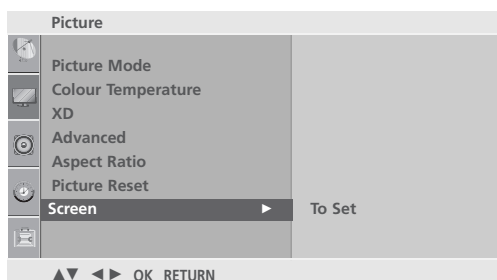 Picture
Picture Mode
Colour Temperature
XD
Advanced
Aspect Ratio
Picture Reset
Screen ► To Set
▲▼ ◄► OK RETURN